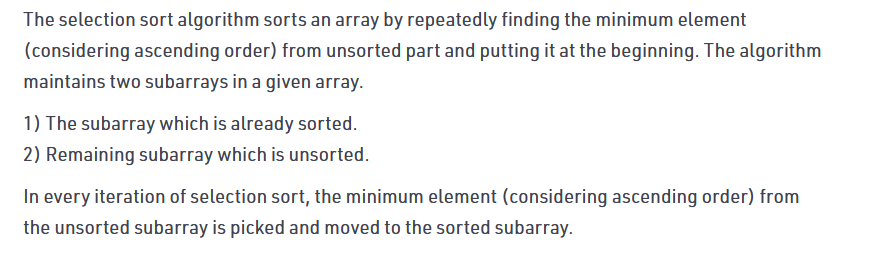 The selection sort algorithm sorts an array by repeatedly finding the minimum element
(considering ascending order) from unsorted part and putting it at the beginning. The algorithm
maintains two subarrays in a given array.
1) The subarray which is already sorted.
2) Remaining subarray which is unsorted.
In every iteration of selection sort, the minimum element (considering ascending order) from
the unsorted subarray is picked and moved to the sorted subarray.